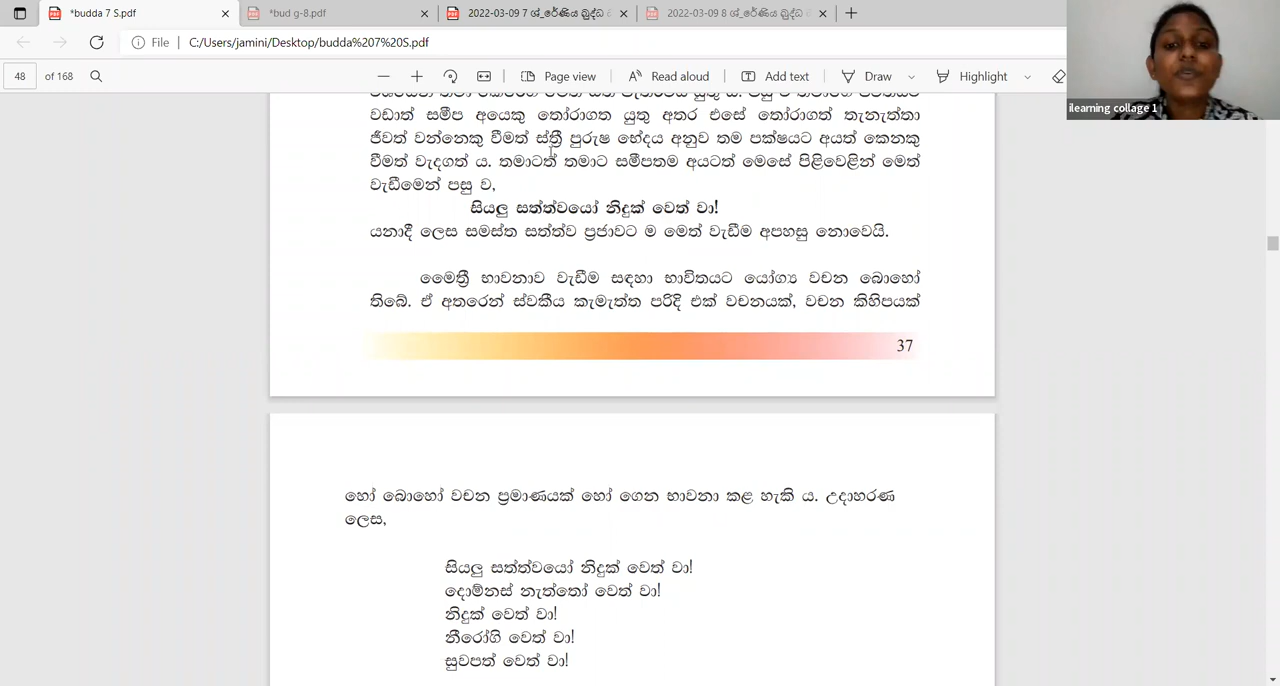 *budda 7 S.pdf
*bud g-8.pdf
2022-03-09 7 ශ්_රේණිය බුද්ධ
2022-03-09 8 ශ්_රේණිය බුද්ධ
File C:/Users/jamini/Desktop/budda%207%20S.pdf
48 of 168 Page view Read aloud Add text Draw Highlight
ilearning collage 1
වඩාත් සමීප අයෙකු තෝරාගත යුතු අතර එසේ තෝරාගත් තැනැත්තා
ජීවත් වන්නෙකු වීමත් ස්ත්‍රී පුරුෂ භේදය අනුව තම පක්ෂයට අයත් කෙනකු
වීමත් වැදගත් ය. තමාටත් තමාට සමීපතම අයටත් මෙසේ පිළිවෙළින් මෙත්
වැඩීමෙන් පසු ව,
සියලු සත්ත්වයෝ නිදුක් වෙත් වා!
යනාදී ලෙස සමස්ත සත්ත්ව ප්‍රජාවට ම මෙත් වැඩීම අපහසු නොවෙයි.
මෛත්‍රී භාවනාව වැඩීම සඳහා භාවිතයට යෝග්‍ය වචන බොහෝ
තිබේ. ඒ අතරෙන් ස්වකීය කැමැත්ත පරිදි එක් වචනයක්, වචන කිහිපයක්
37
හෝ බොහෝ වචන ප්‍රමාණයක් හෝ ගෙන භාවනා කළ හැකි ය. උදාහරණ
ලෙස,
සියලු සත්ත්වයෝ නිදුක් වෙත් වා!
දොම්නස් නැත්තෝ වෙත් වා!
නිදුක් වෙත් වා!
නීරෝගි වෙත් වා!
සුවපත් වෙත් වා!